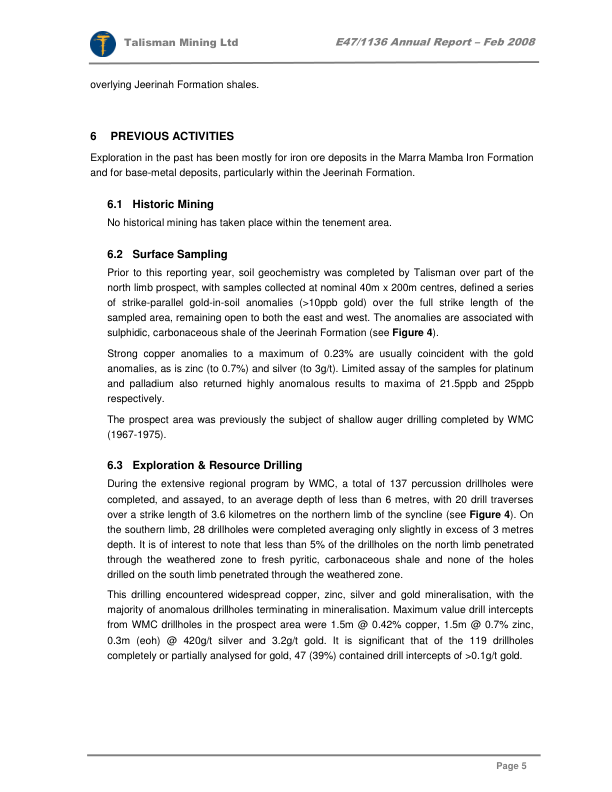 Talisman Mining Ltd
E47/1136 Annual Report – Feb 2008
overlying Jeerinah Formation shales.
6 PREVIOUS ACTIVITIES
Exploration in the past has been mostly for iron ore deposits in the Marra Mamba Iron Formation
and for base-metal deposits, particularly within the Jeerinah Formation.
6.1 Historic Mining
No historical mining has taken place within the tenement area.
6.2 Surface Sampling
Prior to this reporting year, soil geochemistry was completed by Talisman over part of the
north limb prospect, with samples collected at nominal 40m x 200m centres, defined a series
of strike-parallel gold-in-soil anomalies (>10ppb gold) over the full strike length of the
sampled area, remaining open to both the east and west. The anomalies are associated with
sulphidic, carbonaceous shale of the Jeerinah Formation (see Figure 4).
Strong copper anomalies to a maximum of 0.23% are usually coincident with the gold
anomalies, as is zinc (to 0.7%) and silver (to 3g/t). Limited assay of the samples for platinum
and palladium also returned highly anomalous results to maxima of 21.5ppb and 25ppb
respectively.
The prospect area was previously the subject of shallow auger drilling completed by WMC
(1967-1975).
6.3 Exploration & Resource Drilling
During the extensive regional program by WMC, a total of 137 percussion drillholes were
completed, and assayed, to an average depth of less than 6 metres, with 20 drill traverses
over a strike length of 3.6 kilometres on the northern limb of the syncline (see Figure 4). On
the southern limb, 28 drillholes were completed averaging only slightly in excess of 3 metres
depth. It is of interest to note that less than 5% of the drillholes on the north limb penetrated
through the weathered zone to fresh pyritic, carbonaceous shale and none of the holes
drilled on the south limb penetrated through the weathered zone.
This drilling encountered widespread copper, zinc, silver and gold mineralisation, with the
majority of anomalous drillholes terminating in mineralisation. Maximum value drill intercepts
from WMC drillholes in the prospect area were 1.5m @ 0.42% copper, 1.5m @ 0.7% zinc,
0.3m (eoh) @ 420g/t silver and 3.2g/t gold. It is significant that of the 119 drillholes
completely or partially analysed for gold, 47 (39%) contained drill intercepts of >0.1g/t gold.
Page 5